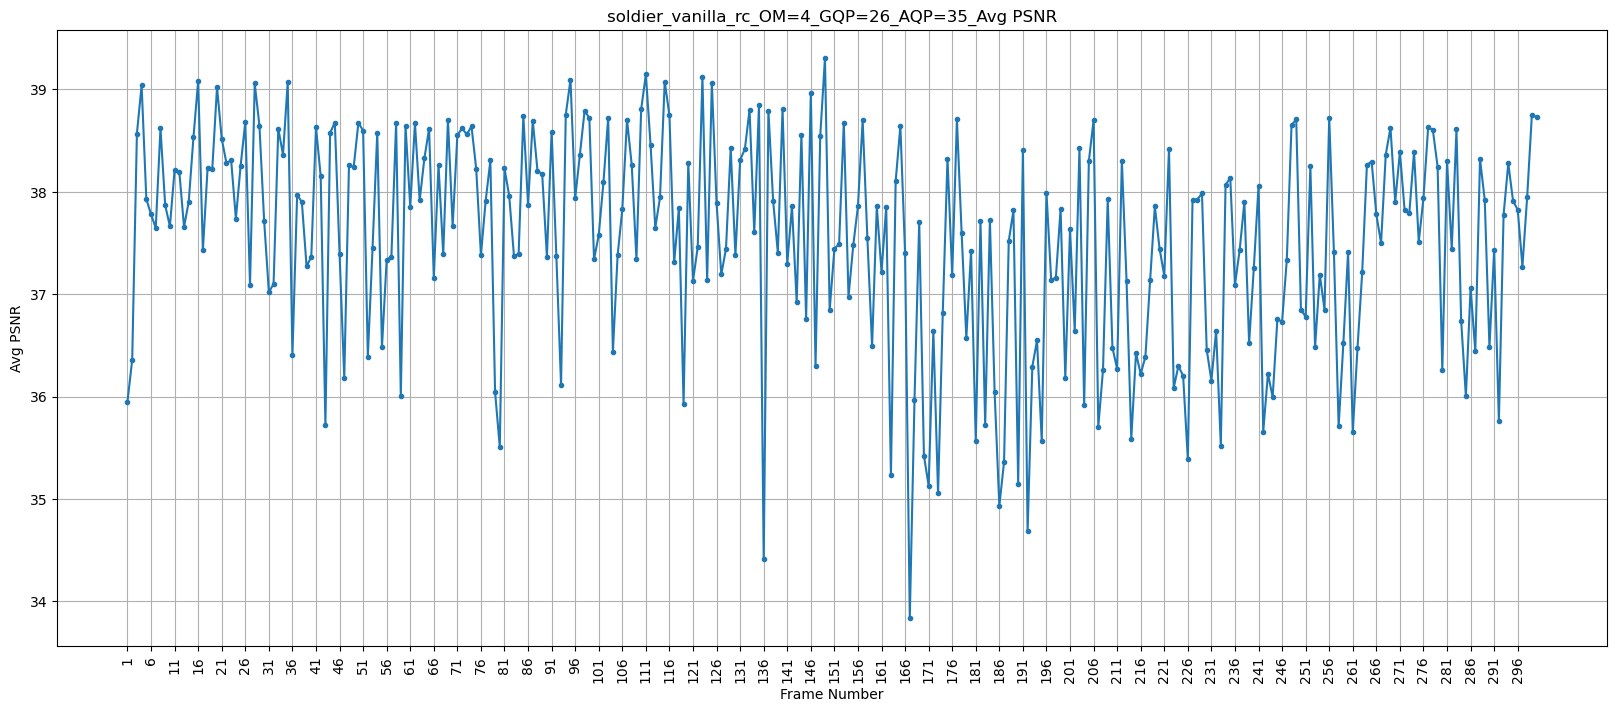 soldier_vanilla_rc_OM=4_GQP=26_AQP=35_Avg PSNR
Avg PSNR
39
38
37
36
35
34
1 6 11 16 21 26 31 36 41 46 51 56 61 66 71 76 81 86 91 96 101 106 111 116 121 126 131 136 141 146 151 156 161 166 171 176 181 186 191 196 201 206 211 216 221 226 231 236 241 246 251 256 261 266 271 276 281 286 291 296
Frame Number